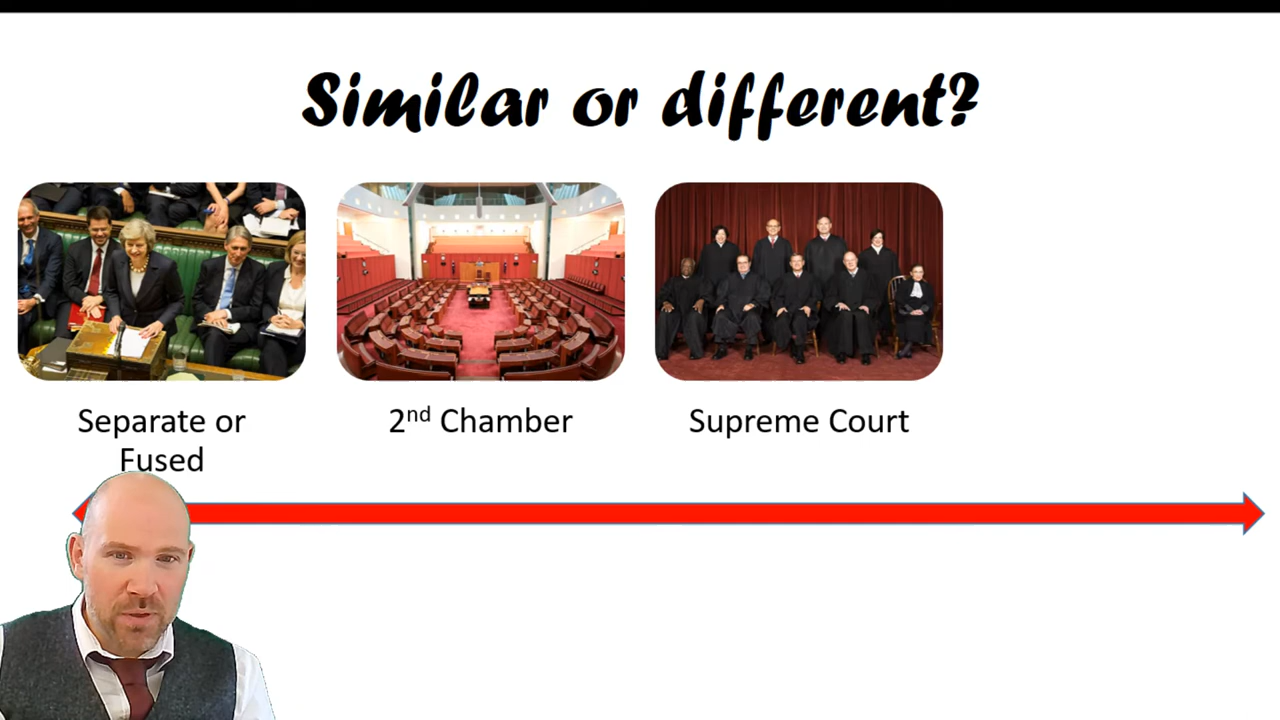 Similar or different?
Separate or
Fused
2nd Chamber
Supreme Court